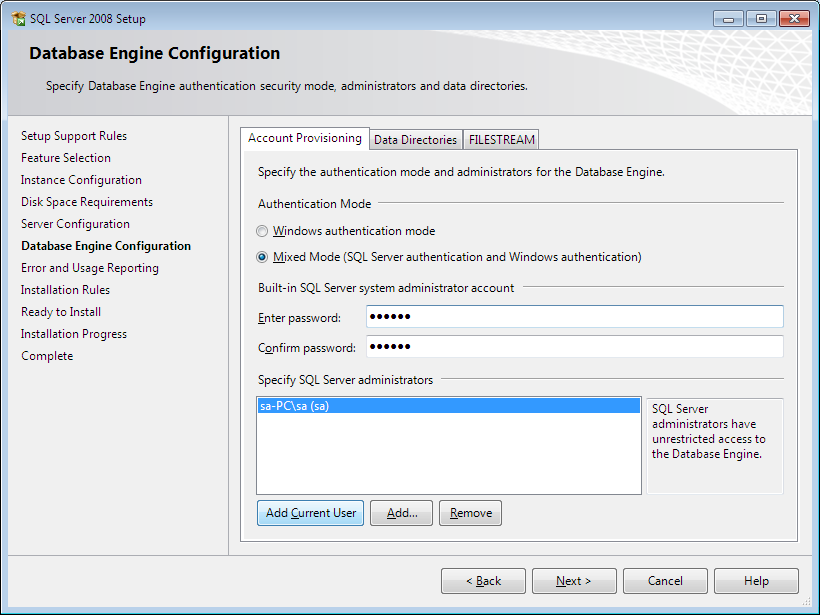 SQL Server 2008 Setup
Database Engine Configuration
Specify Database Engine authentication security mode, administrators and data directories.
Setup Support Rules
Feature Selection
Instance Configuration
Disk Space Requirements
Server Configuration
Database Engine Configuration
Error and Usage Reporting
Installation Rules
Ready to Install
Installation Progress
Complete
Account Provisioning Data Directories FILESTREAM
Specify the authentication mode and administrators for the Database Engine.
Authentication Mode
Windows authentication mode
Mixed Mode (SQL Server authentication and Windows authentication)
Built-in SQL Server system administrator account
Enter password: ●●●●●●
Confirm password: ●●●●●●
Specify SQL Server administrators
sa-PC\sa (sa)
SQL Server
administrators have
unrestricted access to
the Database Engine.
Add Current User Add... Remove
< Back Next > Cancel Help